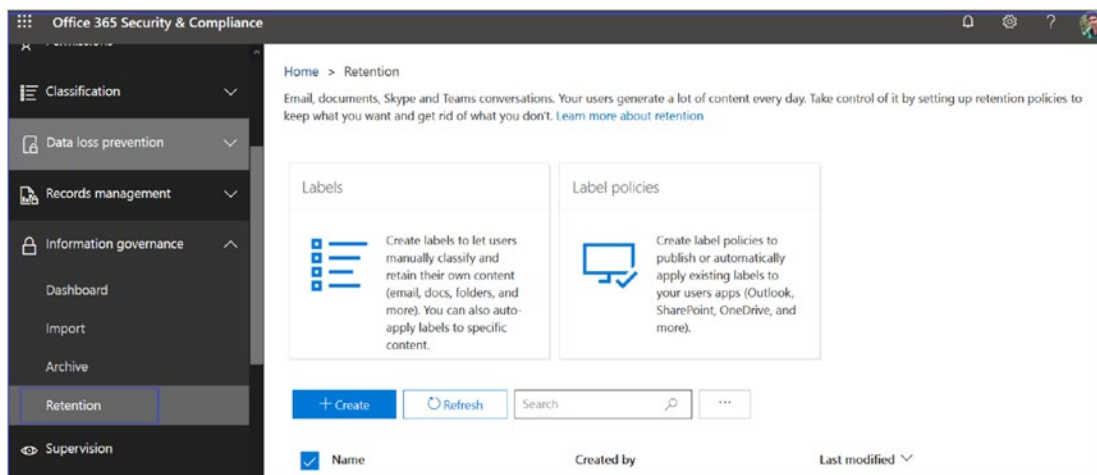 Office 365 Security & Compliance
?
Permissions
Classification
Data loss prevention
Records management
Information governance
Dashboard
Import
Archive
Retention
Supervision
Home > Retention
Email, documents, Skype and Teams conversations. Your users generate a lot of content every day. Take control of it by setting up retention policies to
keep what you want and get rid of what you don't. Learn more about retention
Labels
Create labels to let users
manually classify and
retain their own content
(email, docs, folders, and
more). You can also auto-
apply labels to specific
content.
Label policies
Create label policies to
publish or automatically
apply existing labels to
your users apps (Outlook,
SharePoint, OneDrive, and
more).
+ Create Refresh Search ...
Name Created by Last modified